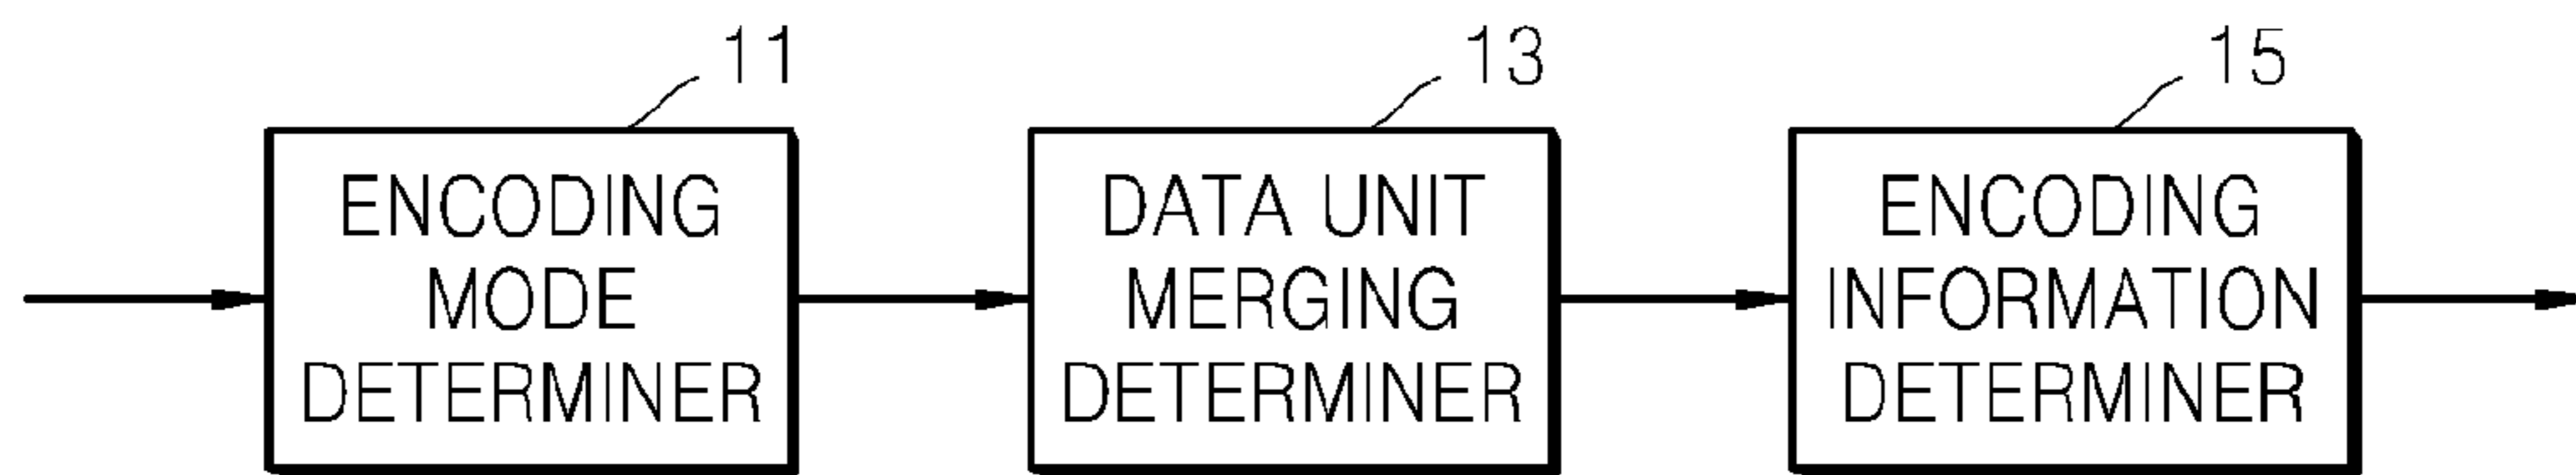 11
13
15
ENCODING
MODE
DETERMINER
DATA UNIT
MERGING
DETERMINER
ENCODING
INFORMATION
DETERMINER